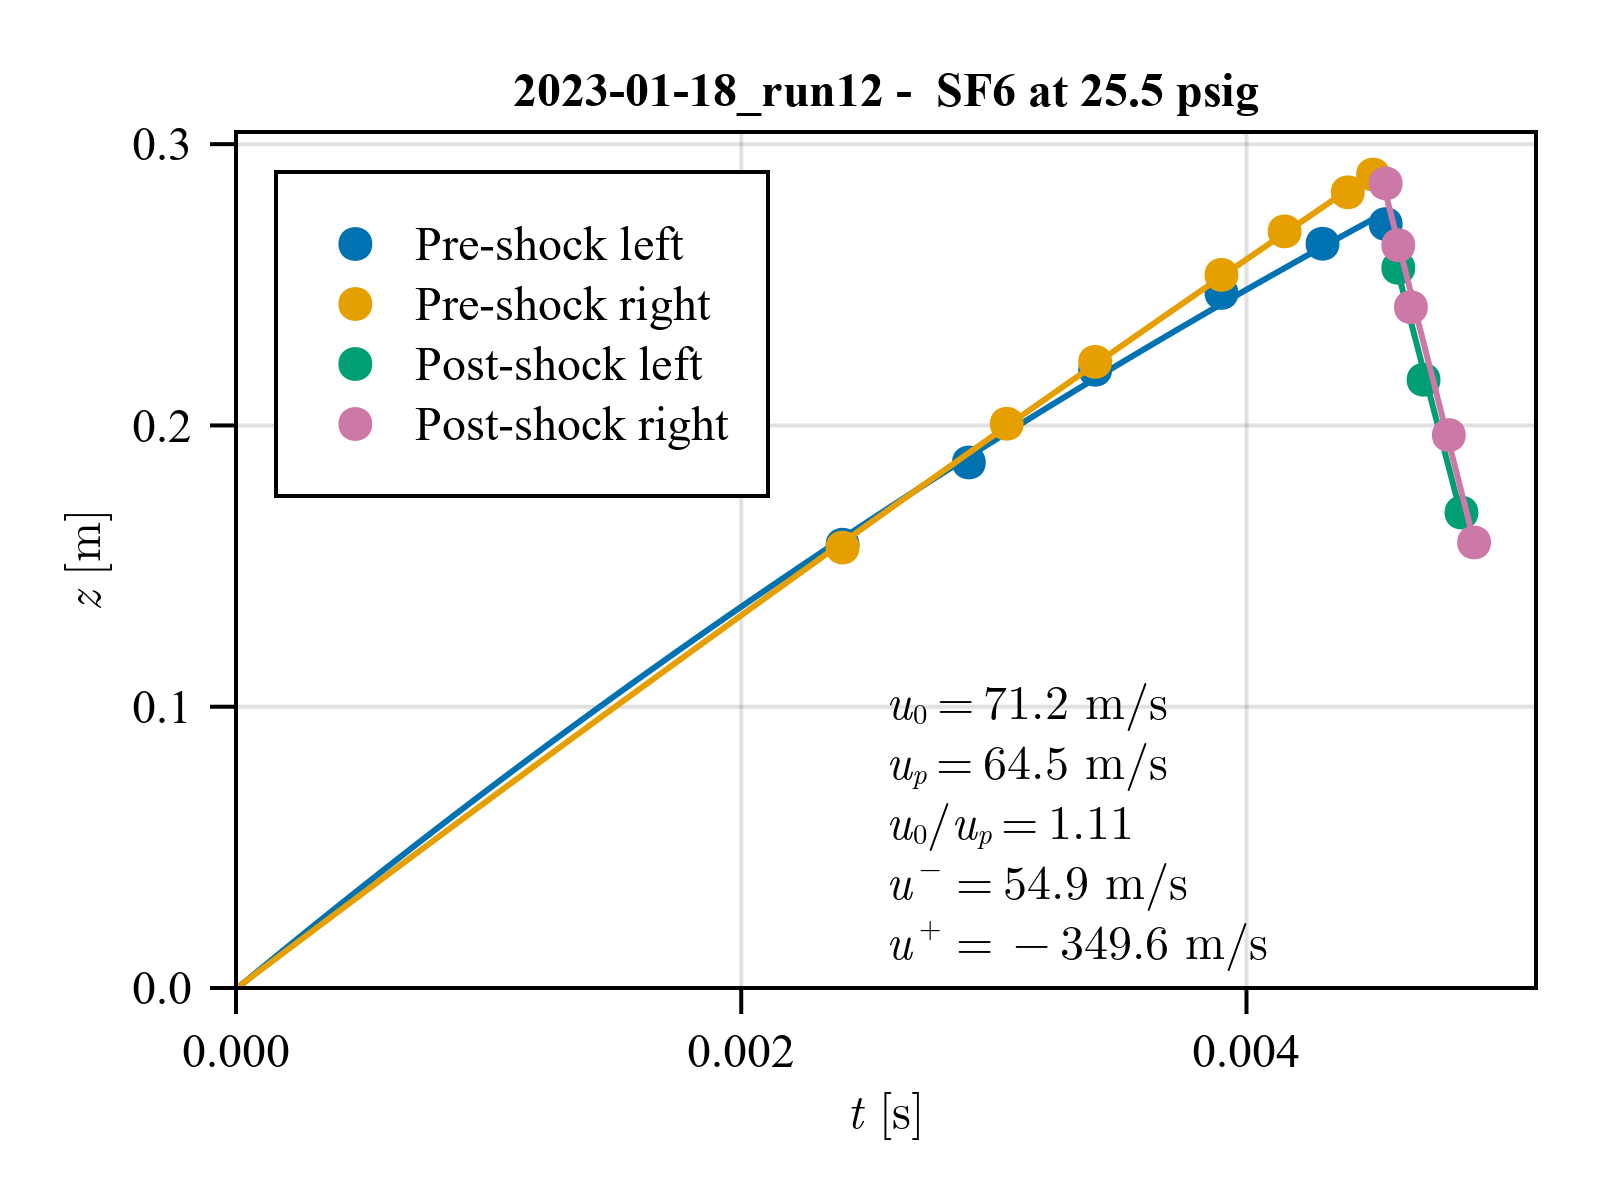 2023-01-18_run12 - SF6 at 25.5 psig
0.3
0.2
0.1
0.0
z [m]
Pre-shock left
Pre-shock right
Post-shock left
Post-shock right
u₀ = 71.2 m/s
uₚ = 64.5 m/s
u₀/uₚ = 1.11
u⁻ = 54.9 m/s
u⁺ = −349.6 m/s
0.000
0.002
0.004
t [s]